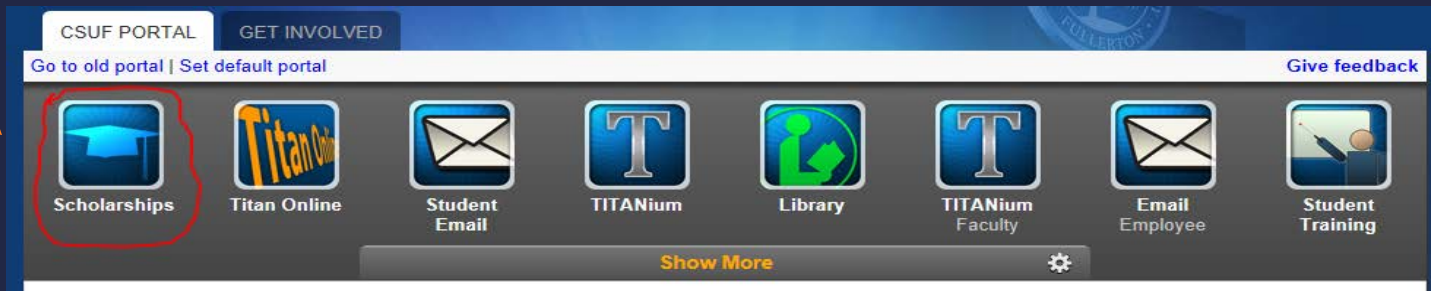 CSUF PORTAL GET INVOLVED
FULLERTON
Go to old portal | Set default portal Give feedback
Titan Online
T T
Scholarships Titan Online Student TITANium Library TITANium Email Student
Email Faculty Employee Training
Show More